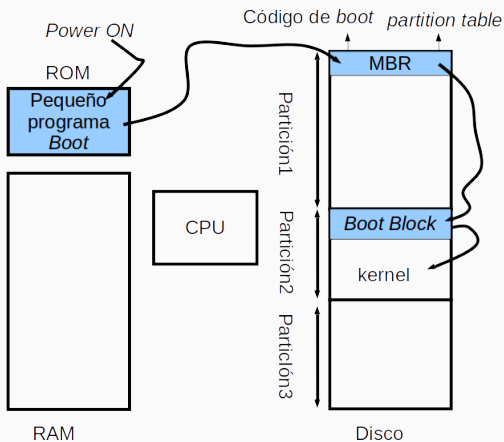 Código de boot
partition table
Power ON
ROM
MBR
Pequeño
programa
Boot
Partición1
CPU
Boot Block
Partición2
kernel
Partición3
RAM
Disco